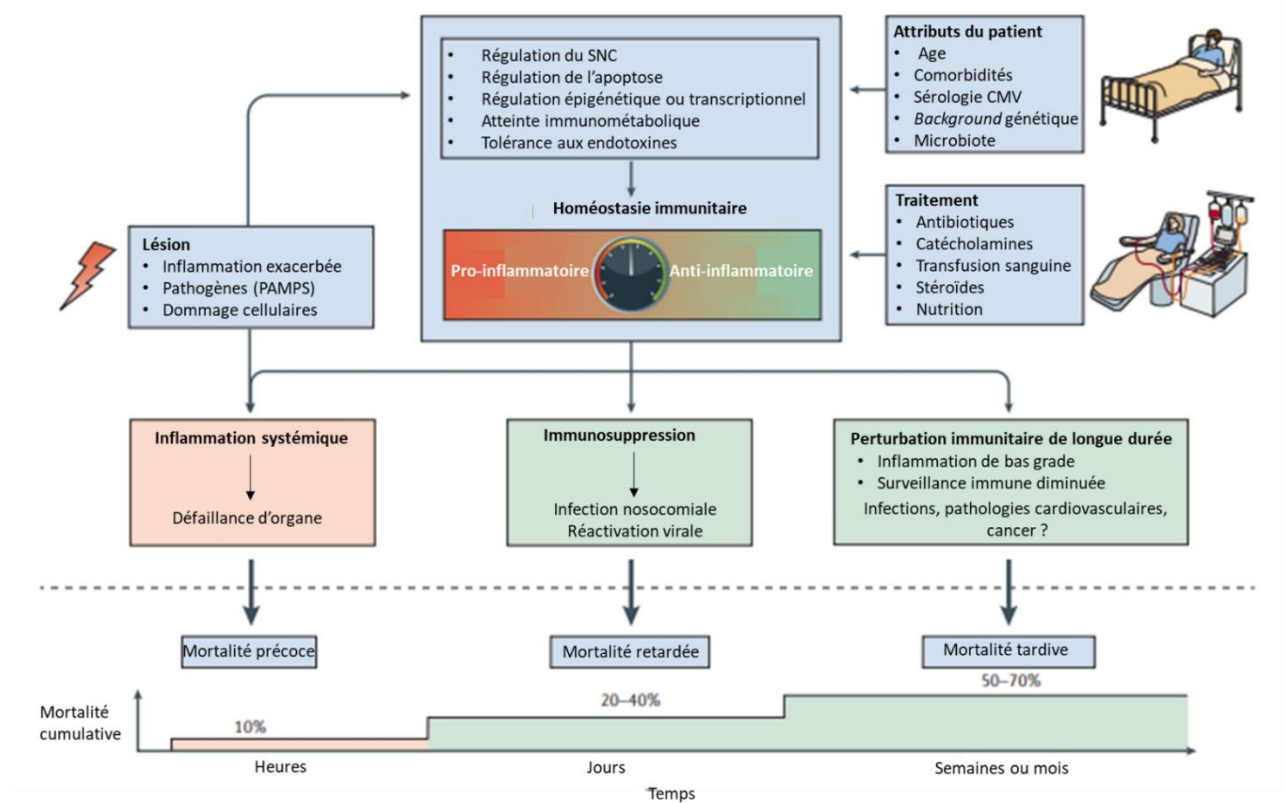 • Régulation du SNC
• Régulation de l’apoptose
• Régulation épigénétique ou transcriptionnel
• Atteinte immunométabolique
• Tolérance aux endotoxines
Homéostasie immunitaire
Pro-inflammatoire
Anti-inflammatoire
Attributs du patient
• Age
• Comorbidités
• Sérologie CMV
• Background génétique
• Microbiote
Traitement
• Antibiotiques
• Catécholamines
• Transfusion sanguine
• Stéroïdes
• Nutrition
Lésion
• Inflammation exacerbée
• Pathogènes (PAMPS)
• Dommage cellulaires
Inflammation systémique
Défaillance d’organe
Immunosuppression
Infection nosocomiale
Réactivation virale
Perturbation immunitaire de longue durée
• Inflammation de bas grade
• Surveillance immune diminuée
Infections, pathologies cardiovasculaires,
cancer ?
Mortalité précoce
Mortalité retardée
Mortalité tardive
Mortalité
cumulative
10%
20–40%
50–70%
Heures
Jours
Semaines ou mois
Temps